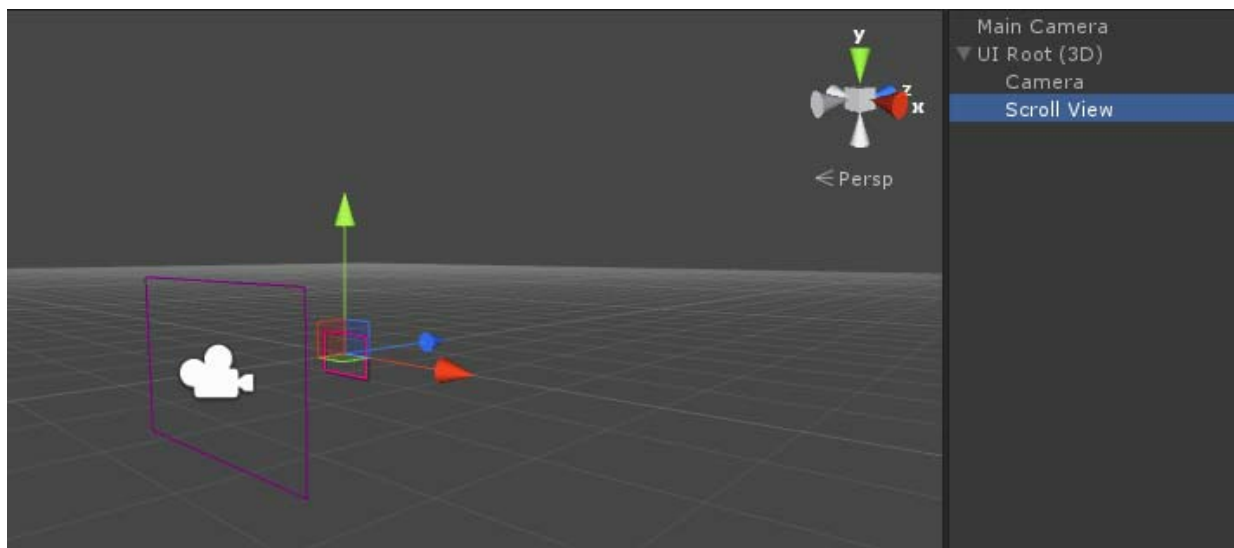 y
z
x
Persp
Main Camera
UI Root (3D)
Camera
Scroll View